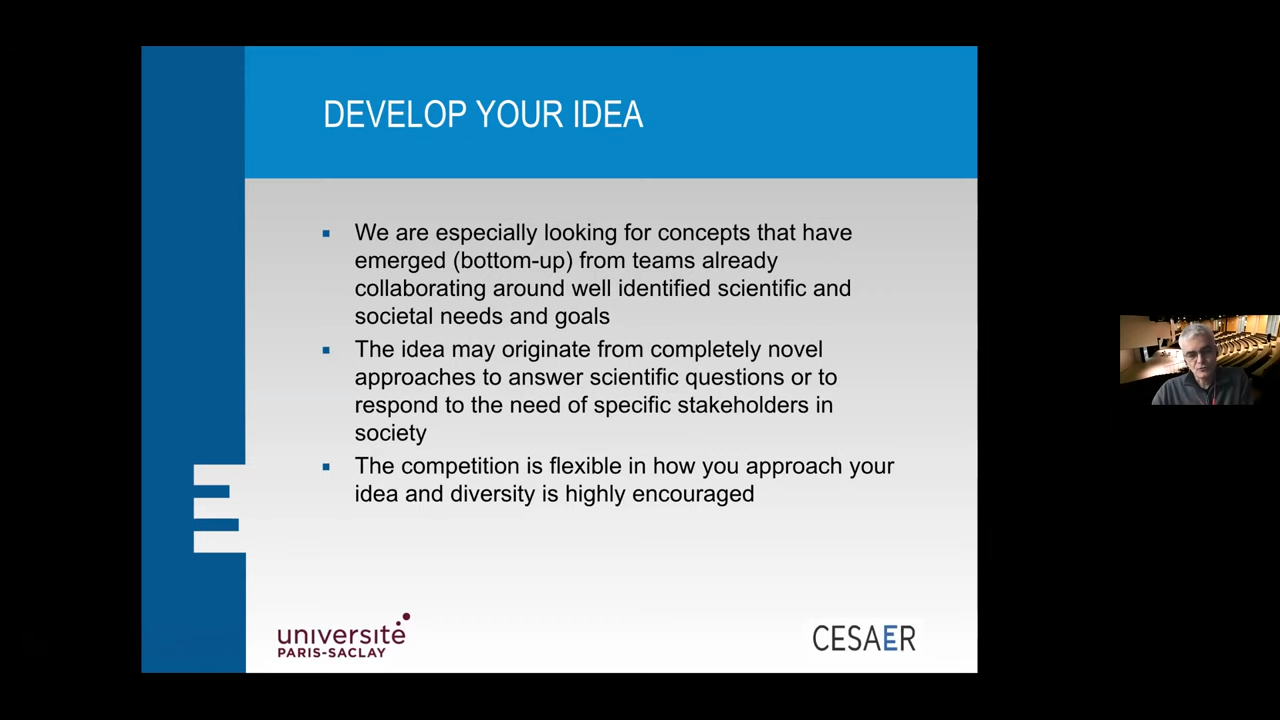 DEVELOP YOUR IDEA
We are especially looking for concepts that have
emerged (bottom-up) from teams already
collaborating around well identified scientific and
societal needs and goals
The idea may originate from completely novel
approaches to answer scientific questions or to
respond to the need of specific stakeholders in
society
The competition is flexible in how you approach your
idea and diversity is highly encouraged
université
PARIS-SACLAY
CESAER